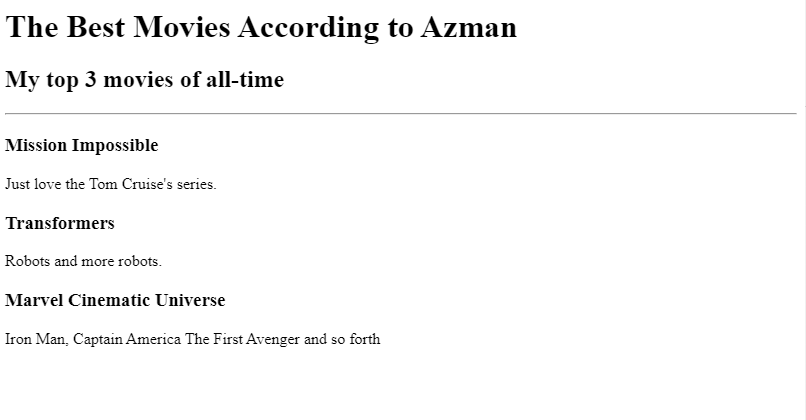 The Best Movies According to Azman
My top 3 movies of all-time
Mission Impossible
Just love the Tom Cruise's series.
Transformers
Robots and more robots.
Marvel Cinematic Universe
Iron Man, Captain America The First Avenger and so forth